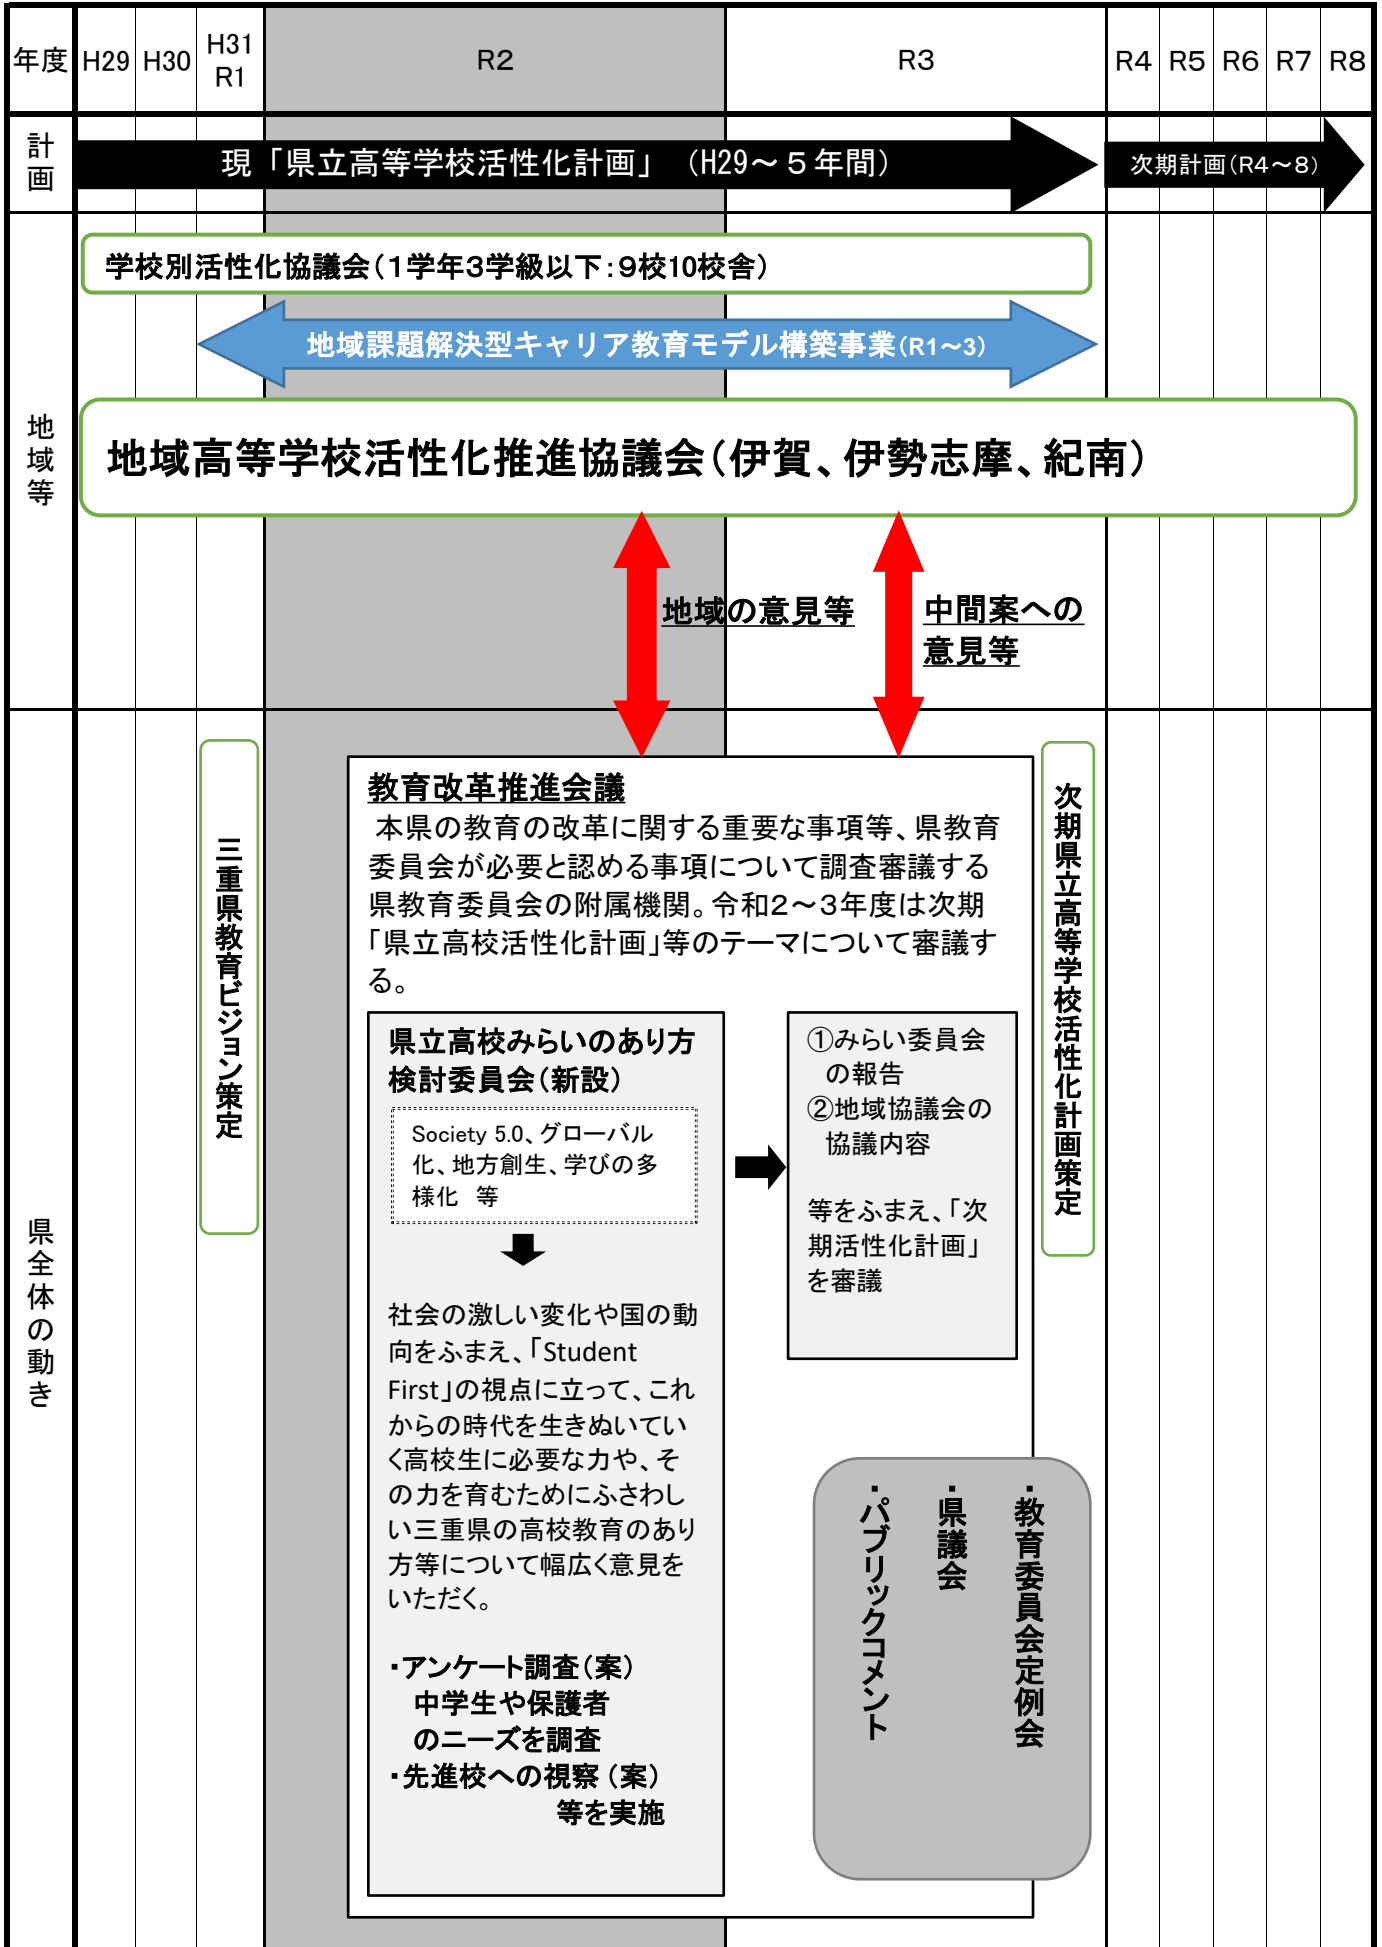 年度
H29
H30
H31
R1
R2
R3
R4
R5
R6
R7
R8
計画
現「県立高等学校活性化計画」（H29～５年間）
次期計画(R4～8)
地域等
学校別活性化協議会(1学年3学級以下:9校10校舎)
地域課題解決型キャリア教育モデル構築事業(R1～3)
地域高等学校活性化推進協議会(伊賀、伊勢志摩、紀南)
地域の意見等
中間案への
意見等
県全体の動き
三重県教育ビジョン策定
教育改革推進会議
本県の教育の改革に関する重要な事項等、県教育
委員会が必要と認める事項について調査審議する
県教育委員会の附属機関。令和2～3年度は次期
「県立高校活性化計画」等のテーマについて審議す
る。
県立高校みらいのあり方
検討委員会(新設)
Society 5.0、グローバル
化、地方創生、学びの多
様化　等
社会の激しい変化や国の動
向をふまえ、「Student
First」の視点に立って、これ
からの時代を生きぬいてい
く高校生に必要な力や、そ
の力を育むためにふさわし
い三重県の高校教育のあり
方等について幅広く意見を
いただく。
・アンケート調査(案)
中学生や保護者
のニーズを調査
・先進校への視察(案)
等を実施
①みらい委員会
の報告
②地域協議会の
協議内容
等をふまえ、「次
期活性化計画」
を審議
次期県立高等学校活性化計画策定
・教育委員会定例会
・県議会
・パブリックコメント